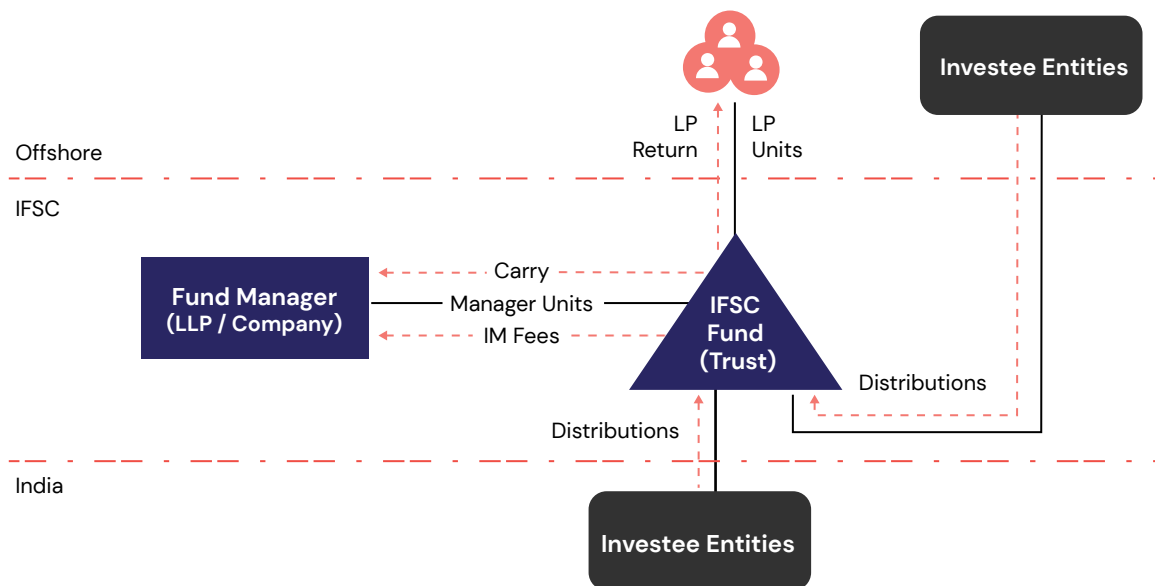 Investee Entities
LP
Return
LP
Units
Offshore
IFSC
Carry
Fund Manager
(LLP / Company)
Manager Units
IFSC
Fund
(Trust)
IM Fees
Distributions
Distributions
India
Investee Entities